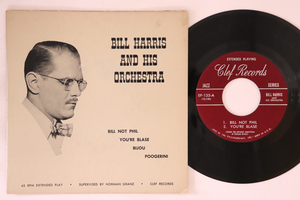 BILL HARRIS
AND HIS
ORCHESTRA
BILL NOT PHIL
YOU'RE BLASE
BIJOU
POOGERINI
45 RPM EXTENDED PLAY • SUPERVISED BY NORMAN GRANZ • CLEF RECORDS
EXTENDED PLAYING
Clef Records
JAZZ
SERIES
EP-125-A
BILL HARRIS
1. BILL NOT PHIL
2. YOU'RE BLASE